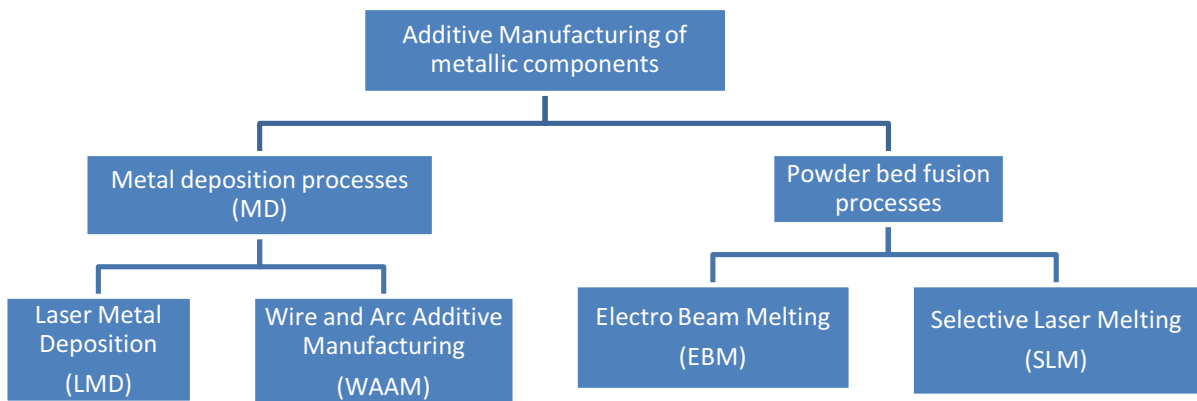 Additive Manufacturing of
metallic components
Metal deposition processes
(MD)
Powder bed fusion
processes
Laser Metal
Deposition
(LMD)
Wire and Arc Additive
Manufacturing
(WAAM)
Electro Beam Melting
(EBM)
Selective Laser Melting
(SLM)